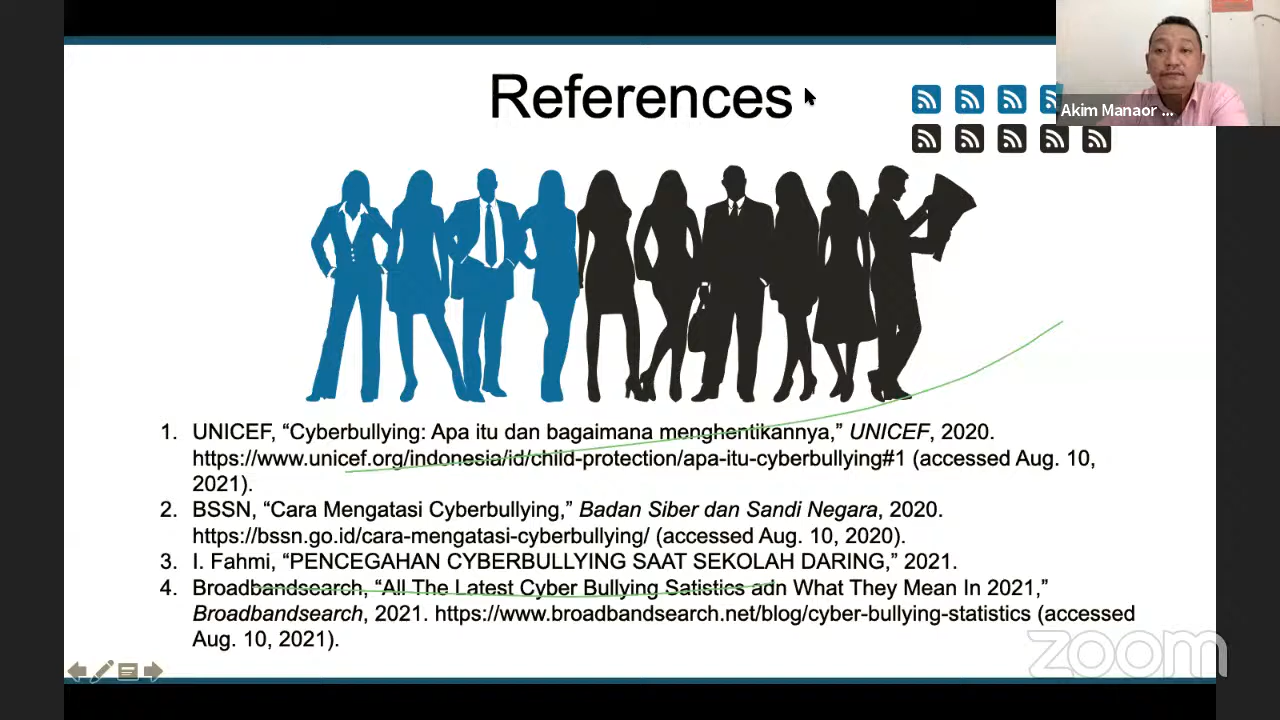 References
Akim Manaor ...
1. UNICEF, “Cyberbullying: Apa itu dan bagaimana menghentikannya,” UNICEF, 2020.
https://www.unicef.org/indonesia/id/child-protection/apa-itu-cyberbullying#1 (accessed Aug. 10,
2021).
2. BSSN, “Cara Mengatasi Cyberbullying,” Badan Siber dan Sandi Negara, 2020.
https://bssn.go.id/cara-mengatasi-cyberbullying/ (accessed Aug. 10, 2020).
3. I. Fahmi, “PENCEGAHAN CYBERBULLYING SAAT SEKOLAH DARING,” 2021.
4. Broadbandsearch, “All The Latest Cyber Bullying Satistics adn What They Mean In 2021,”
Broadbandsearch, 2021. https://www.broadbandsearch.net/blog/cyber-bullying-statistics (accessed
Aug. 10, 2021).
zoom